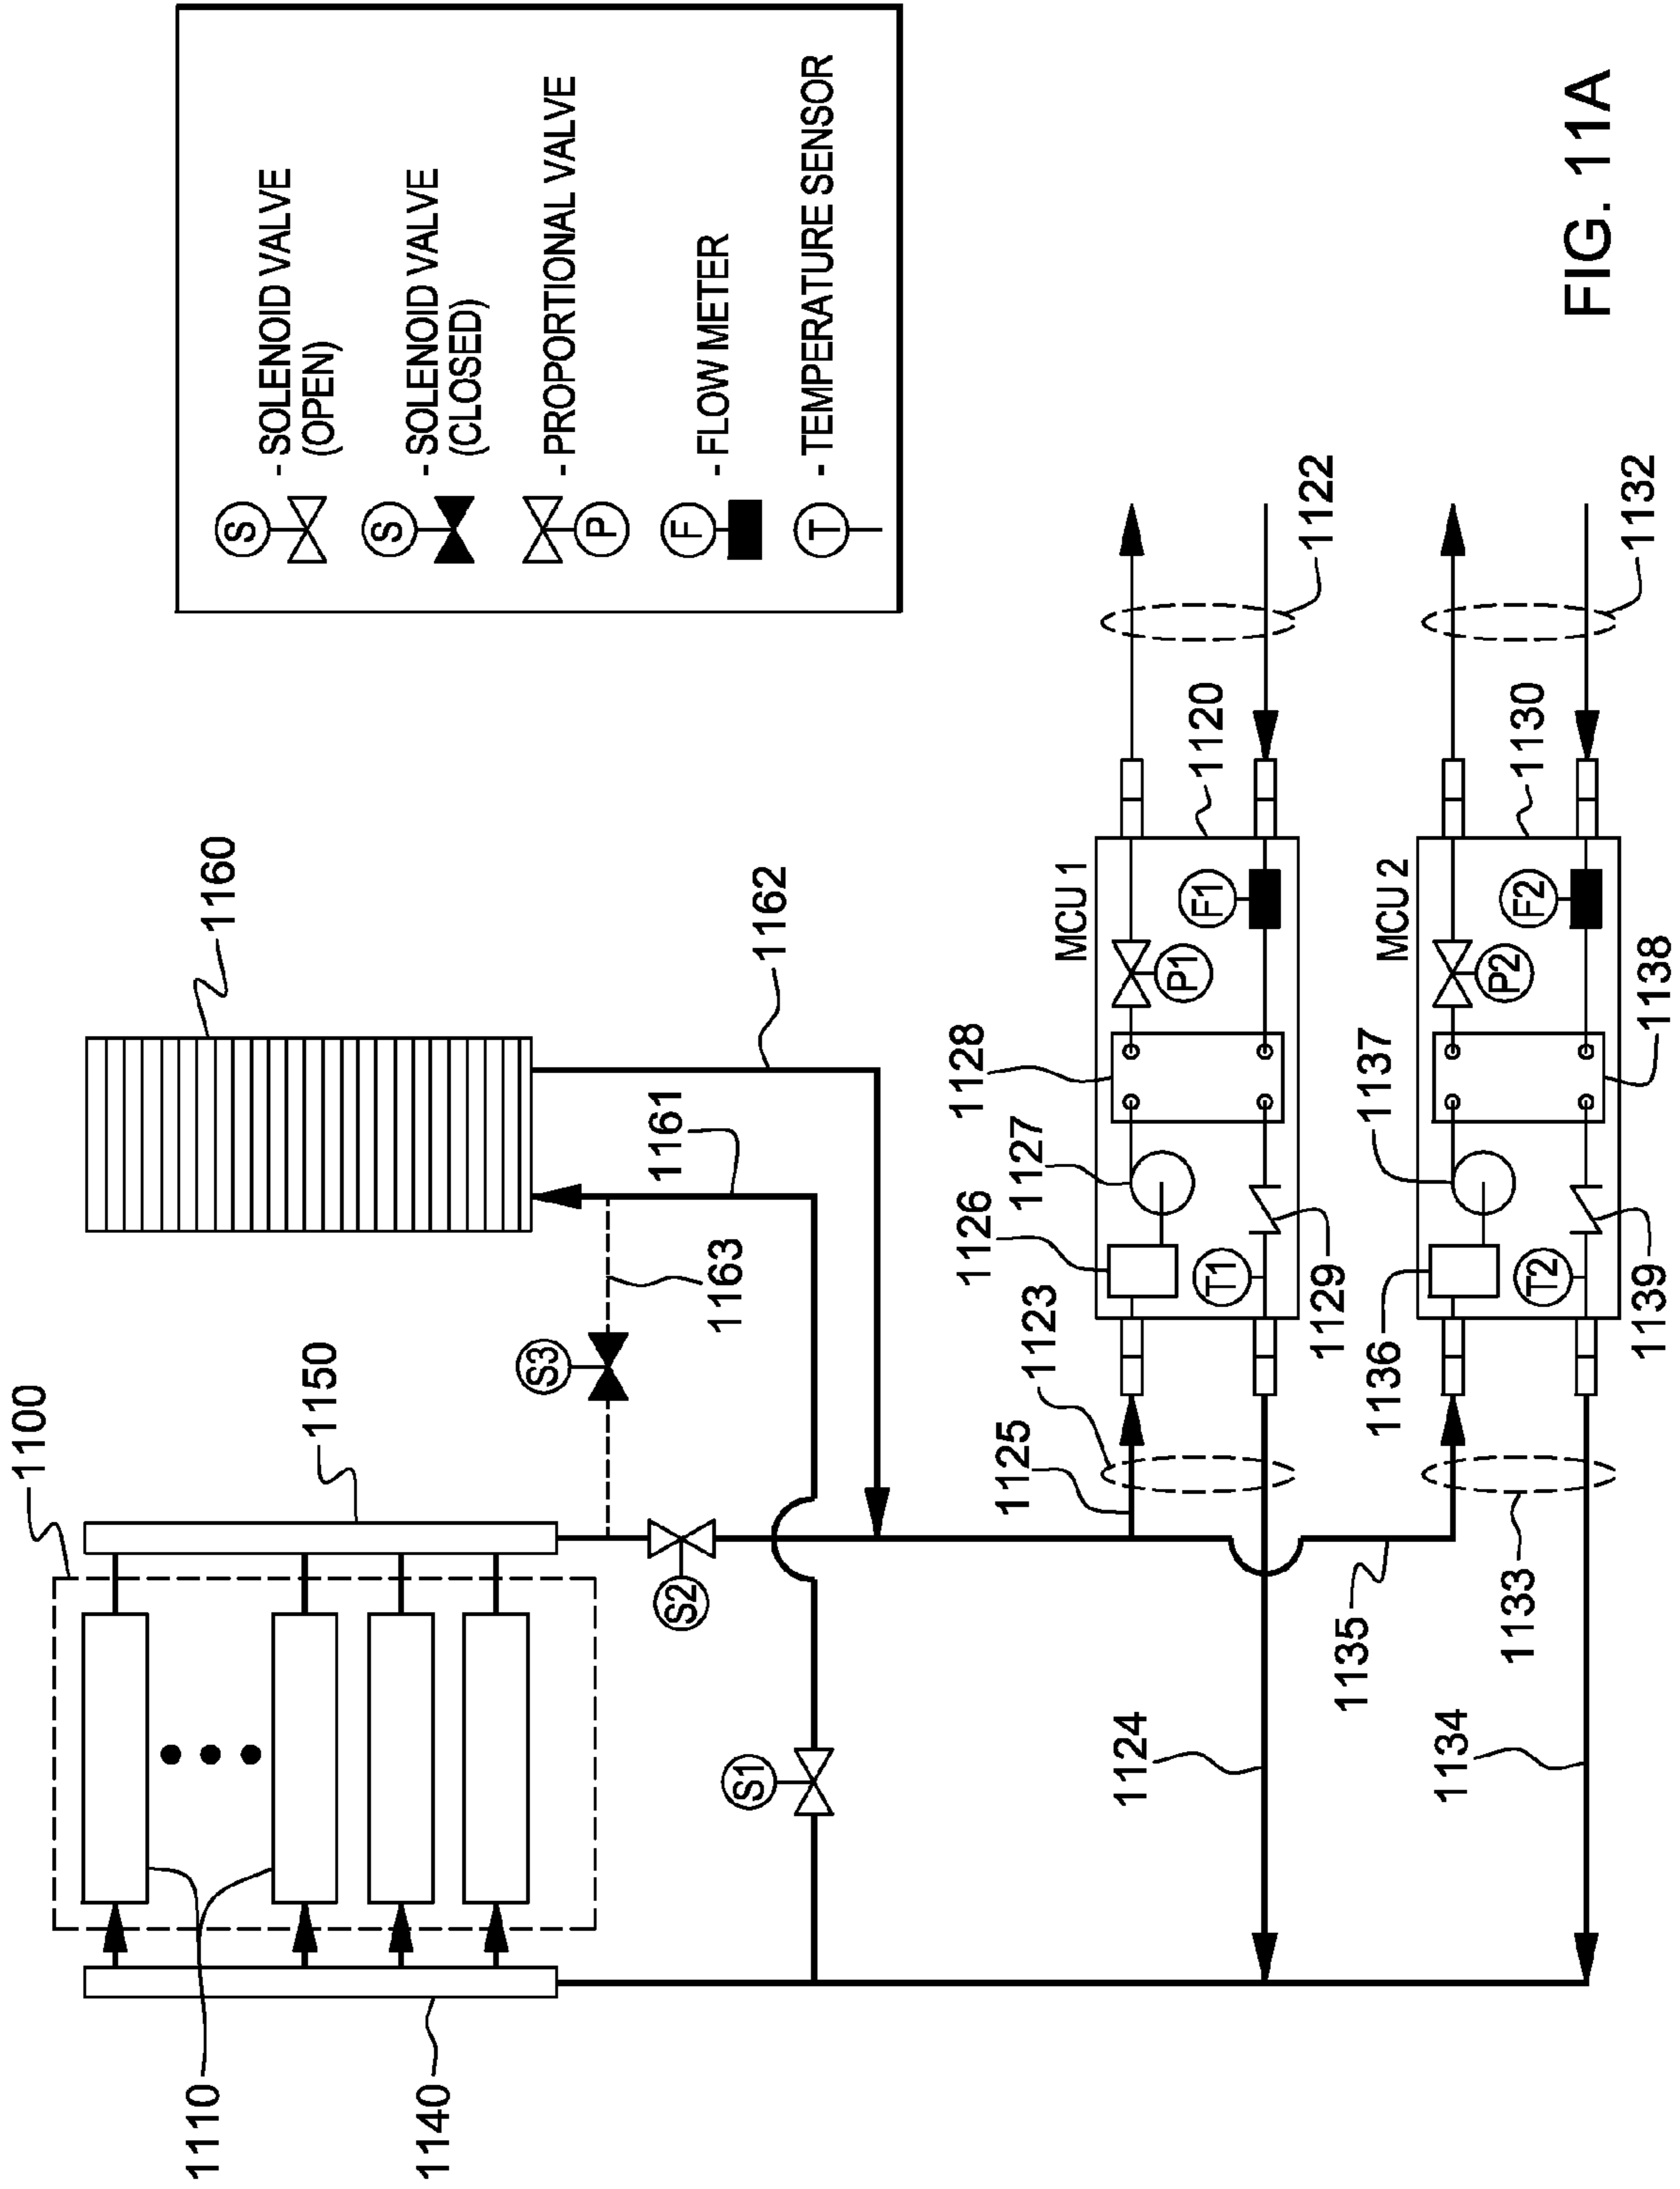 1100
1110
1140
1150
1160
1161
1162
1163
S1
S2
S3
S - SOLENOID VALVE
(OPEN)
S - SOLENOID VALVE
(CLOSED)
P - PROPORTIONAL VALVE
F - FLOW METER
T - TEMPERATURE SENSOR
1123
1125
1124
1126
1127
1128
1129
MCU 1
T1
P1
F1
1120
1122
1135
1133
1134
1136
1137
1138
1139
MCU 2
T2
P2
F2
1130
1132
FIG. 11A